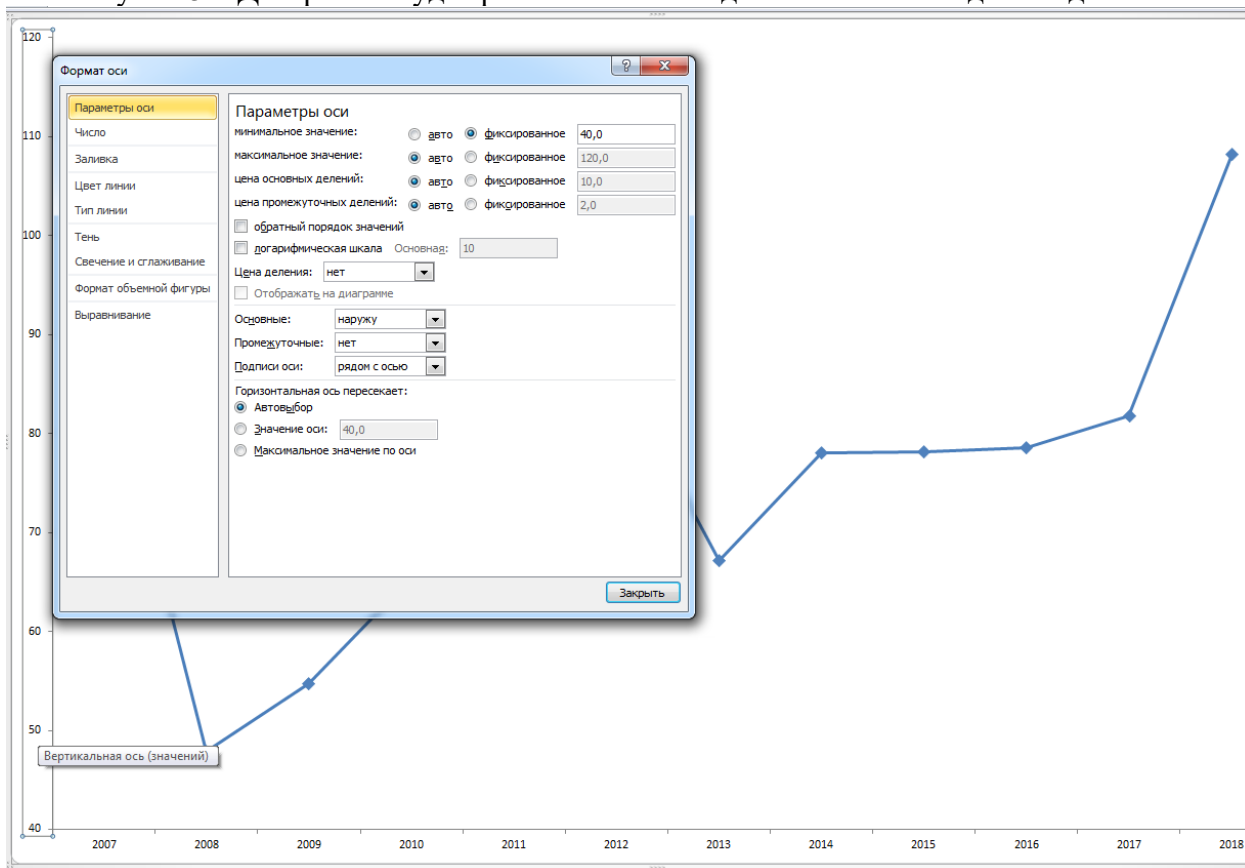 120
110
100
90
80
70
60
50
40
Формат оси
Параметры оси
Число
Заливка
Цвет линии
Тип линии
Тень
Свечение и сглаживание
Формат объемной фигуры
Выравнивание
Параметры оси
минимальное значение: авто фиксированное 40,0
максимальное значение: авто фиксированное 120,0
цена основных делений: авто фиксированное 10,0
цена промежуточных делений: авто фиксированное 2,0
обратный порядок значений
логарифмическая шкала Основная: 10
Цена деления: нет
Отображать на диаграмме
Основные: наружу
Промежуточные: нет
Подписи оси: рядом с осью
Горизонтальная ось пересекает:
Автовыбор
Значение оси: 40,0
Максимальное значение по оси
Закрыть
Вертикальная ось (значений)
2007 2008 2009 2010 2011 2012 2013 2014 2015 2016 2017 2018